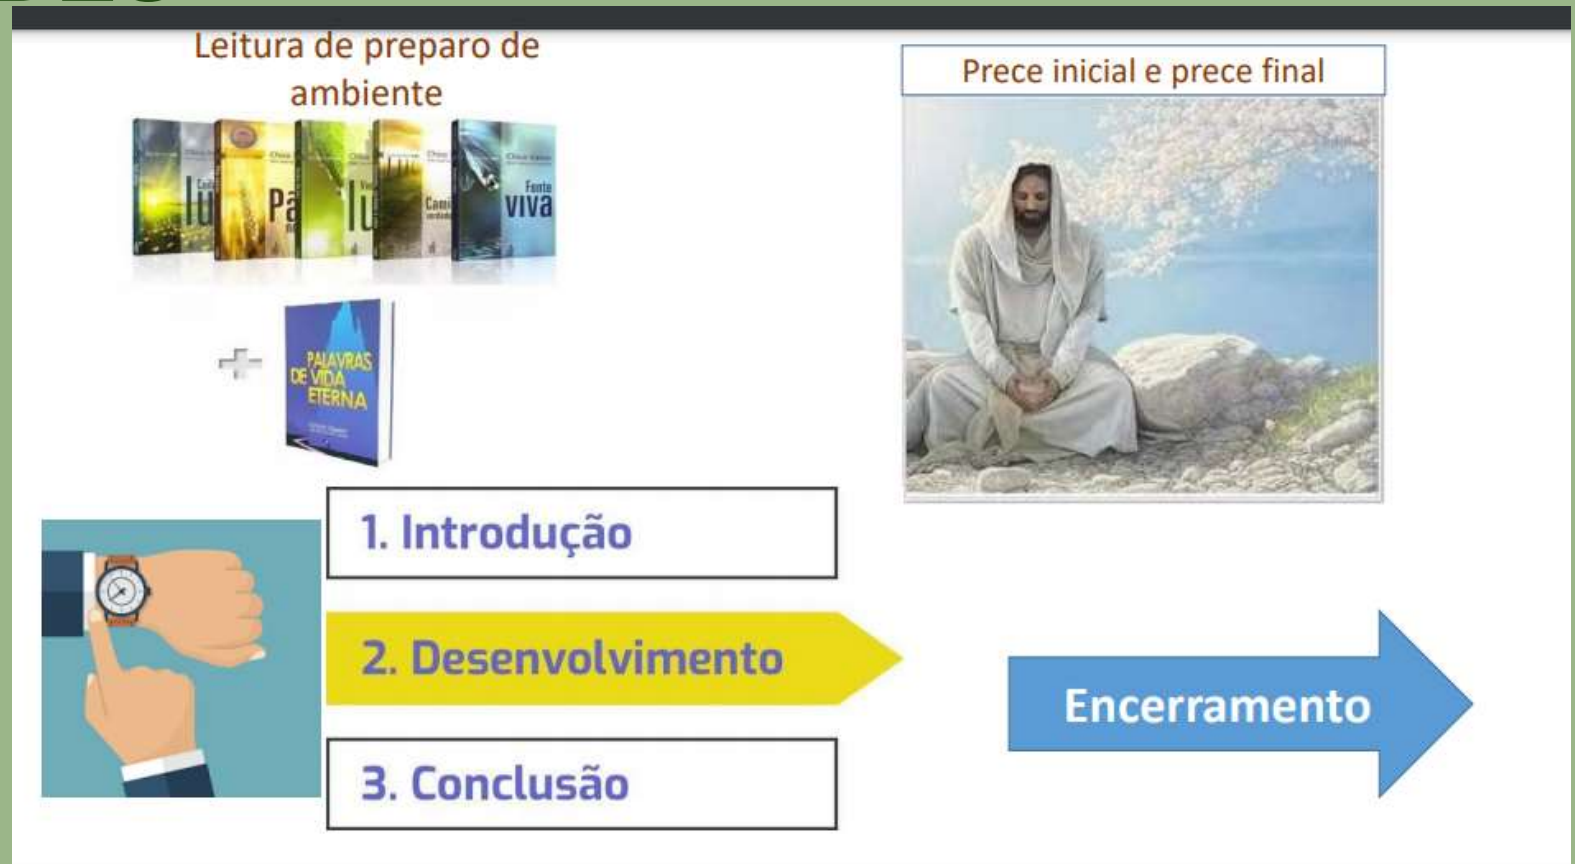 Leitura de preparo de
ambiente
Prece inicial e prece final
Fonte
viva
PALAVRAS
DE VIDA
ETERNA
1. Introdução
2. Desenvolvimento
3. Conclusão
Encerramento